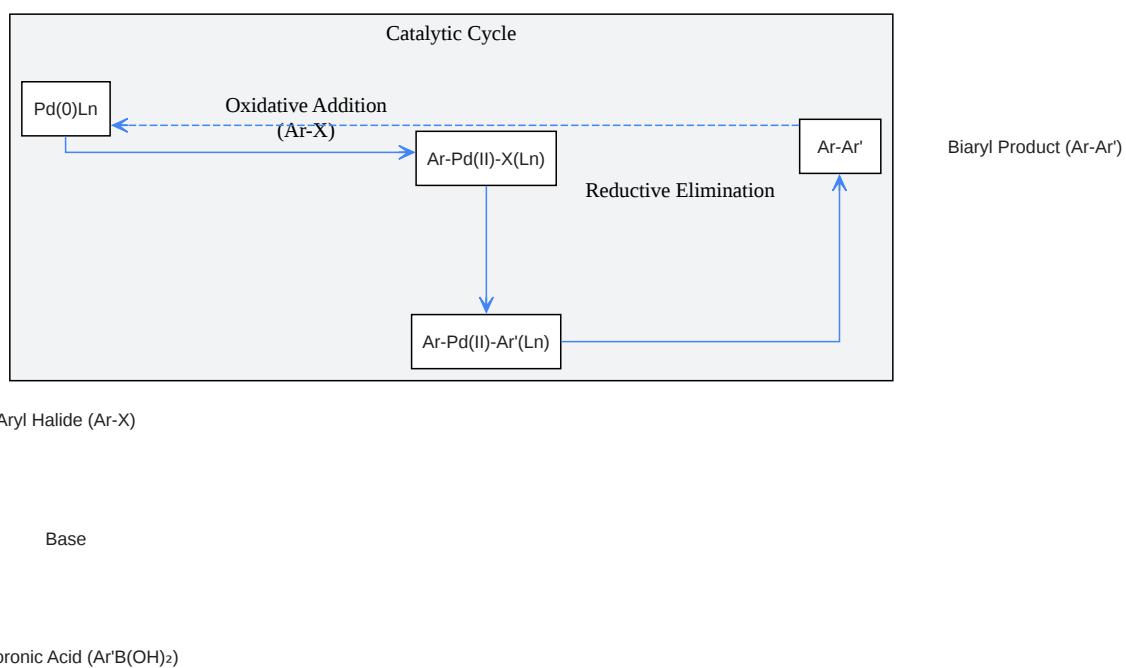 Catalytic Cycle
Pd(0)Ln
Oxidative Addition
(Ar-X)
Ar-Pd(II)-X(Ln)
Ar-Ar'
Biaryl Product (Ar-Ar')
Reductive Elimination
Ar-Pd(II)-Ar'(Ln)
Aryl Halide (Ar-X)
Base
Acid (Ar'B(OH)₂)